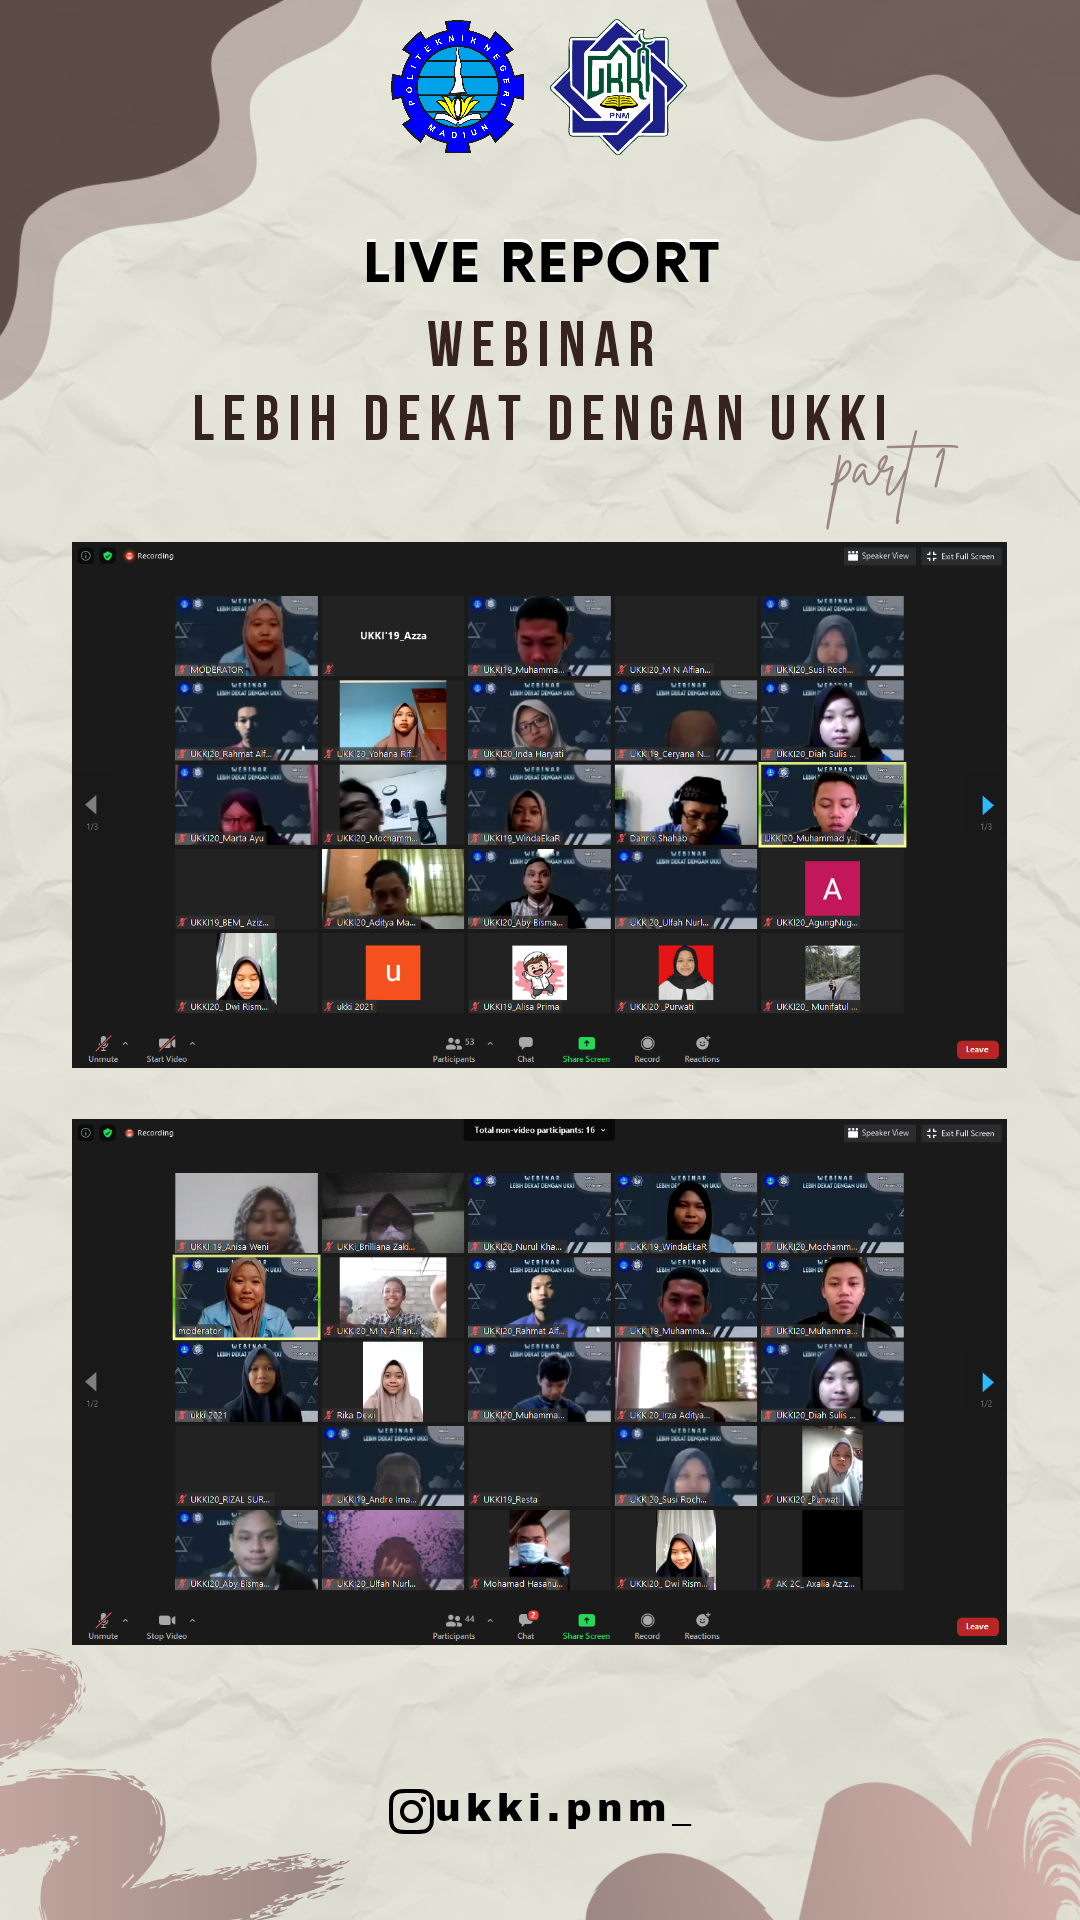 POLITEKNIK NEGERI
MADIUN
UKKI
PNM
LIVE REPORT
WEBINAR
LEBIH DEKAT DENGAN UKKI
part 1
Recording
Speaker View
Exit Full Screen
MODERATOR
UKKI'19_Azza
UKKI19_Muhamma...
UKKI20_M N Alfian...
UKKI20_Susi Roch...
UKKI20_Rahmat Alf...
UKKI20_Yohana Rif...
UKKI20_Inda Haryati
UKKI 19_Ceryana N...
UKKI20_Diah Sulis ...
UKKI20_Marta Ayu
UKKI20_Mochamm...
UKKI19_WindaEkaR
Danris Shahab
UKKI20_Muhammad y...
1/3
1/3
UKKI19_BEM_ Aziz...
UKKI20_Aditya Ma...
UKKI20_Aby Bisma...
UKKI20_Ulfah Nurl...
A
UKKI20_AgungNug...
UKKI20_ Dwi Rism...
u
ukki 2021
UKKI19_Alisa Prima
UKKI20 _Purwati
UKKI20_ Munifatul ...
Unmute
Start Video
Participants
53
Chat
Share Screen
Record
Reactions
Leave
Recording
Total non-video participants: 16
Speaker View
Exit Full Screen
UKKI 19_Anisa Weni
UKKI_Brilliana Zaki...
UKKI20_Nurul Kha...
UKKI19_WindaEkaR
UKKI20_Mochamm...
moderator
UKKI20_M N Alfian...
UKKI20_Rahmat Alf...
UKKI19_Muhamma...
UKKI20_Muhamma...
ukki 2021
Rika Dewi
UKKI20_Muhamma...
UKKI20_Irza Aditya...
UKKI20_Diah Sulis ...
1/2
1/2
UKKI20_RIZAL SUR...
UKKI19_Andre Ima...
UKKI19_Resta
UKKI20_Susi Roch...
UKKI20 _Purwati
UKKI20_Aby Bisma...
UKKI20_Ulfah Nurl...
Mohamad Hasanu...
UKKI20_ Dwi Rism...
AK 2C_ Axalia Az'z...
Unmute
Stop Video
Participants
44
Chat
2
Share Screen
Record
Reactions
Leave
ukki.pnm_